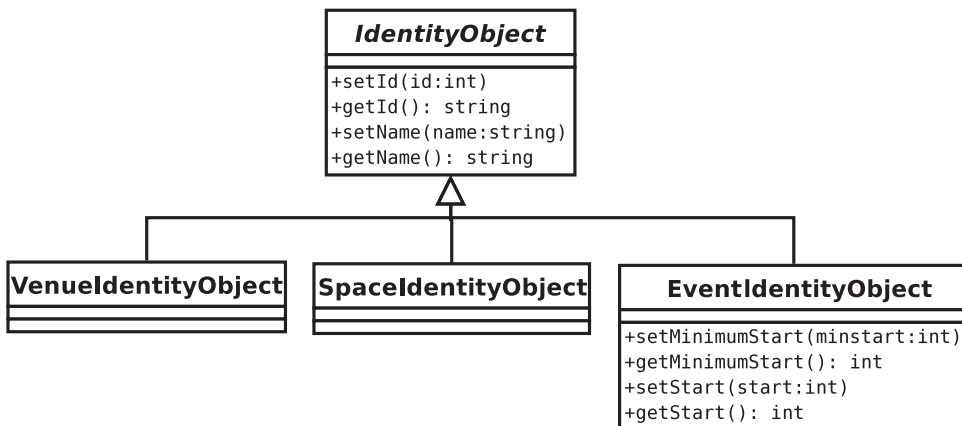 IdentityObject
+setId(id:int)
+getId(): string
+setName(name:string)
+getName(): string
VenueIdentityObject
SpaceIdentityObject
EventIdentityObject
+setMinimumStart(minstart:int)
+getMinimumStart(): int
+setStart(start:int)
+getStart(): int